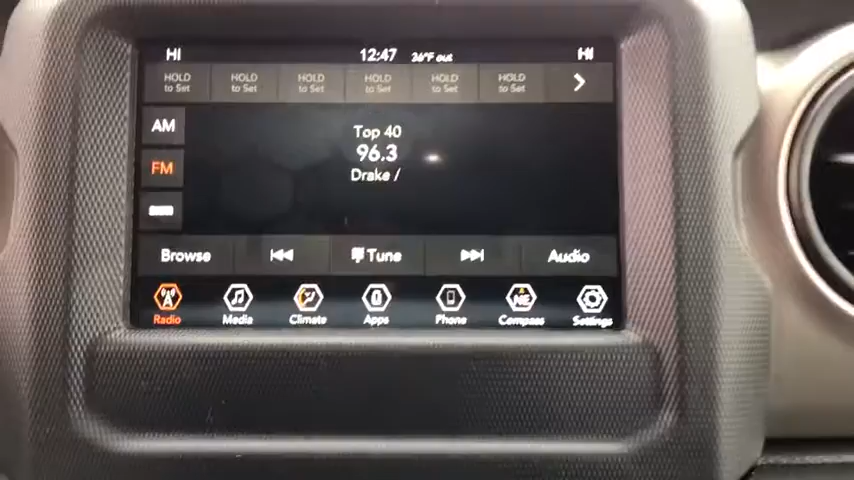 HI 12:47 26°F out HI
HOLD to Set HOLD to Set HOLD to Set HOLD to Set HOLD to Set HOLD to Set
AM
Top 40
96.3
FM
Drake /
Browse Tune Audio
NE
Radio Media Climate Apps Phone Compass Settings